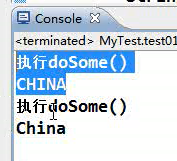 Console
<terminated> MyTest.test01
执行doSome()
CHINA
执行doSome()
China